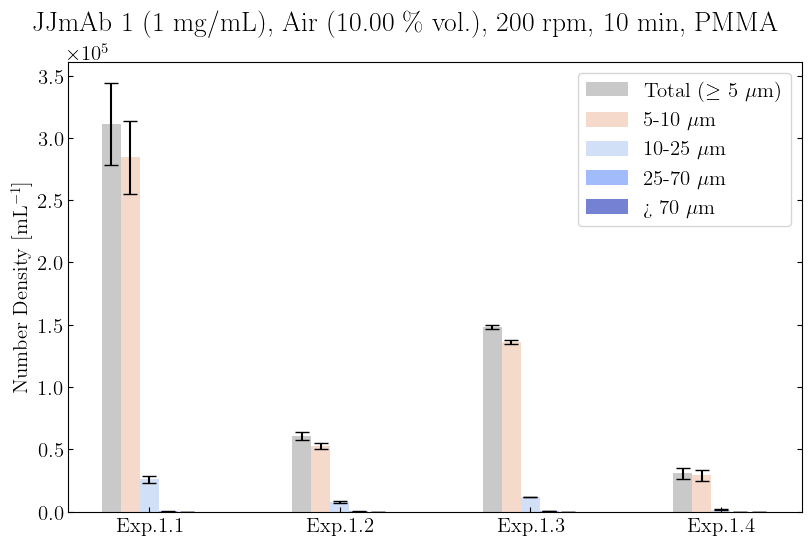 JJmAb 1 (1 mg/mL), Air (10.00 % vol.), 200 rpm, 10 min, PMMA
×10⁵
3.5
3.0
2.5
2.0
1.5
1.0
0.5
0.0
Number Density [mL⁻¹]
Total (≥ 5 μm)
5-10 μm
10-25 μm
25-70 μm
¿ 70 μm
Exp.1.1 Exp.1.2 Exp.1.3 Exp.1.4